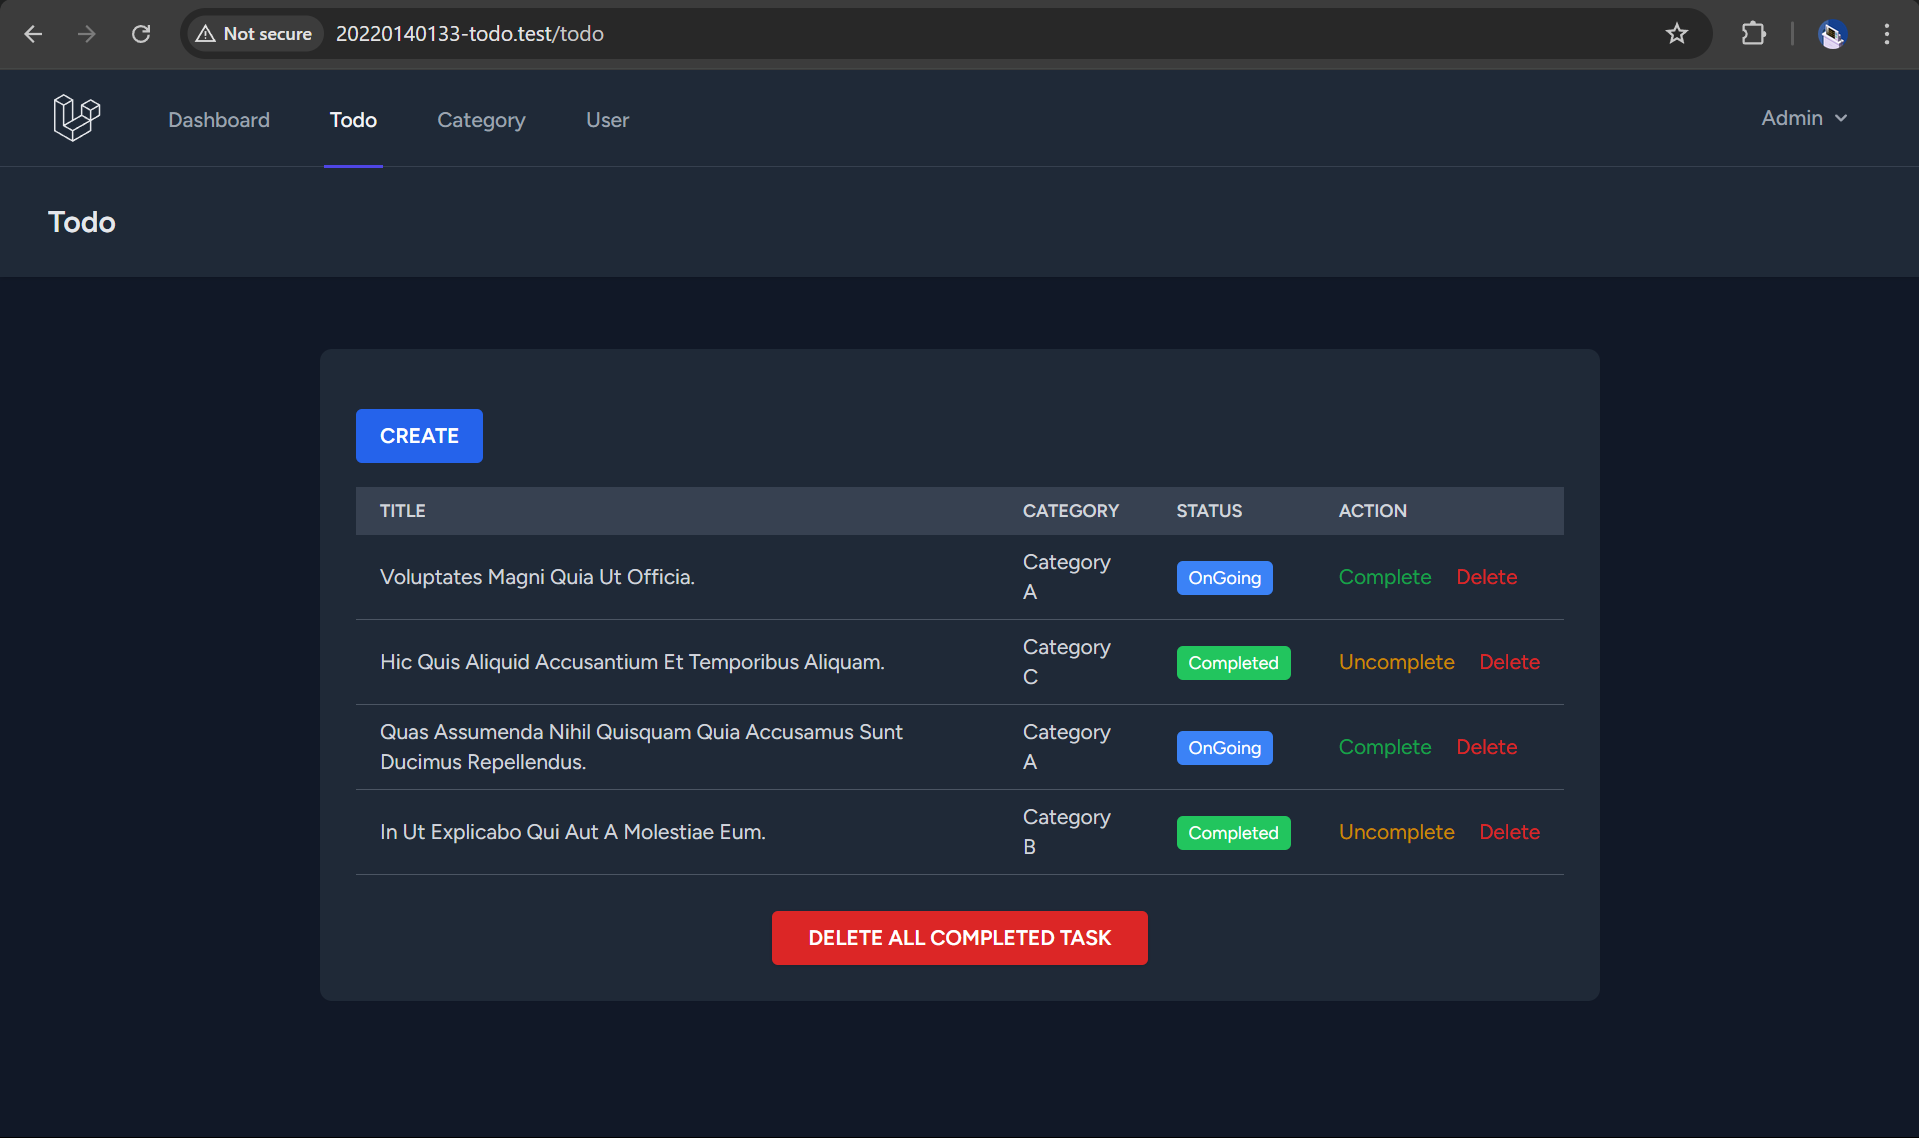 Not secure 20220140133-todo.test/todo
Dashboard Todo Category User Admin
Todo
CREATE
TITLE CATEGORY STATUS ACTION
Voluptates Magni Quia Ut Officia. Category A OnGoing Complete Delete
Hic Quis Aliquid Accusantium Et Temporibus Aliquam. Category C Completed Uncomplete Delete
Quas Assumenda Nihil Quisquam Quia Accusamus Sunt
Ducimus Repellendus. Category A OnGoing Complete Delete
In Ut Explicabo Qui Aut A Molestiae Eum. Category B Completed Uncomplete Delete
DELETE ALL COMPLETED TASK